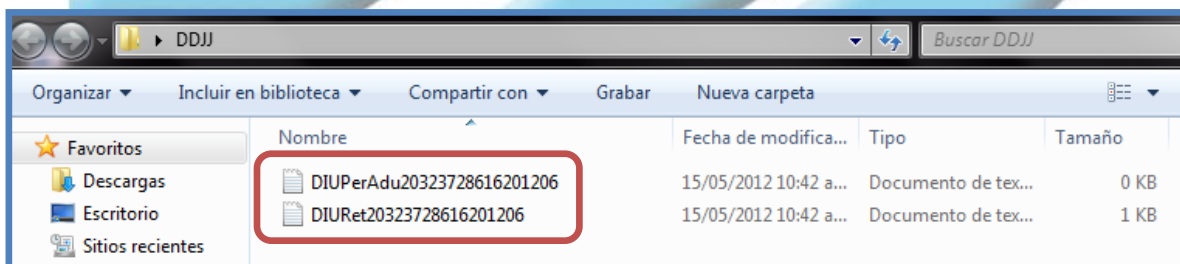 DDJJ
Buscar DDJJ
Organizar Incluir en biblioteca Compartir con Grabar Nueva carpeta
Nombre Fecha de modifica... Tipo Tamaño
Favoritos
Descargas DIUPerAdu20323728616201206 15/05/2012 10:42 a... Documento de tex... 0 KB
Escritorio DIURet20323728616201206 15/05/2012 10:42 a... Documento de tex... 1 KB
Sitios recientes